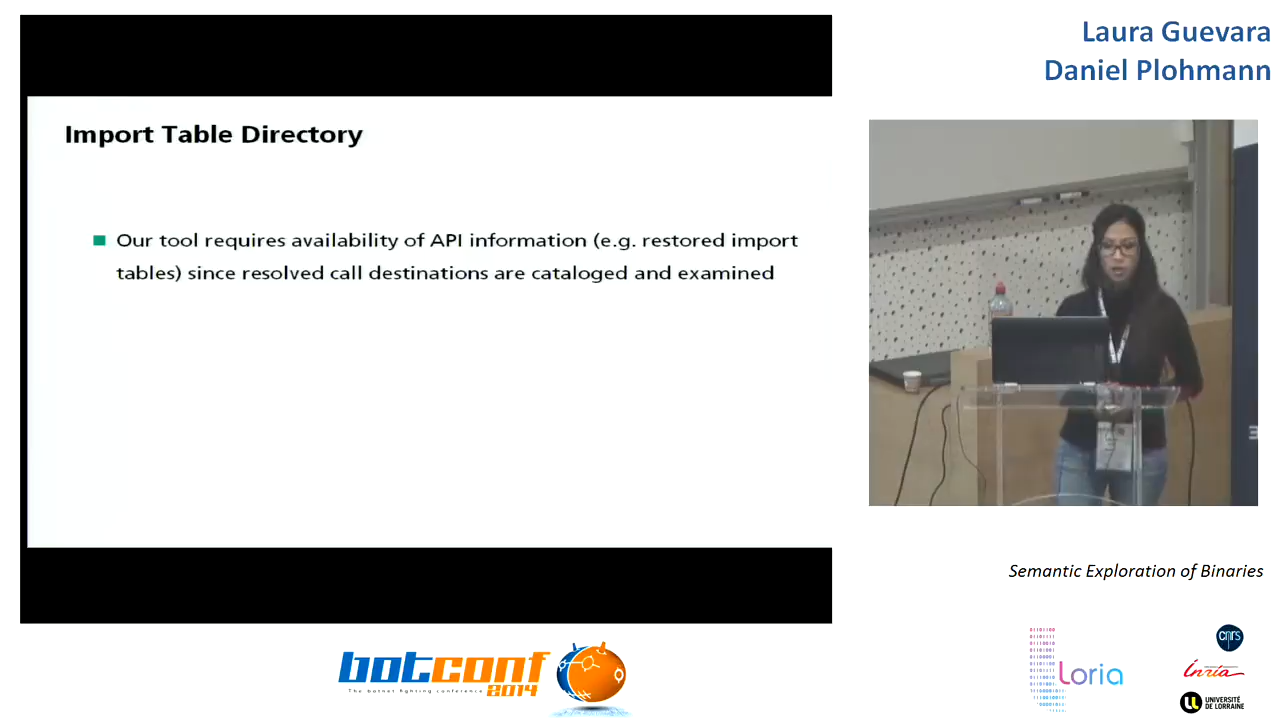 Laura Guevara
Daniel Plohmann
Import Table Directory
Our tool requires availability of API information (e.g. restored import
tables) since resolved call destinations are cataloged and examined
Semantic Exploration of Binaries
botconf
The botnet fighting conference 2014
Loria
cnrs
Inria
UNIVERSITÉ
DE LORRAINE